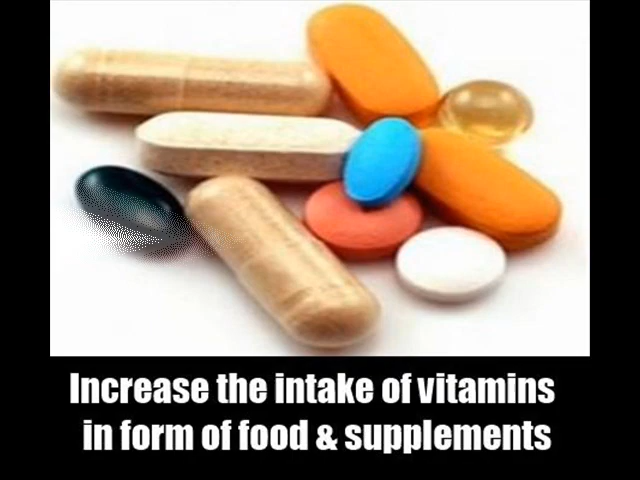 Increase the intake of vitamins
in form of food & supplements